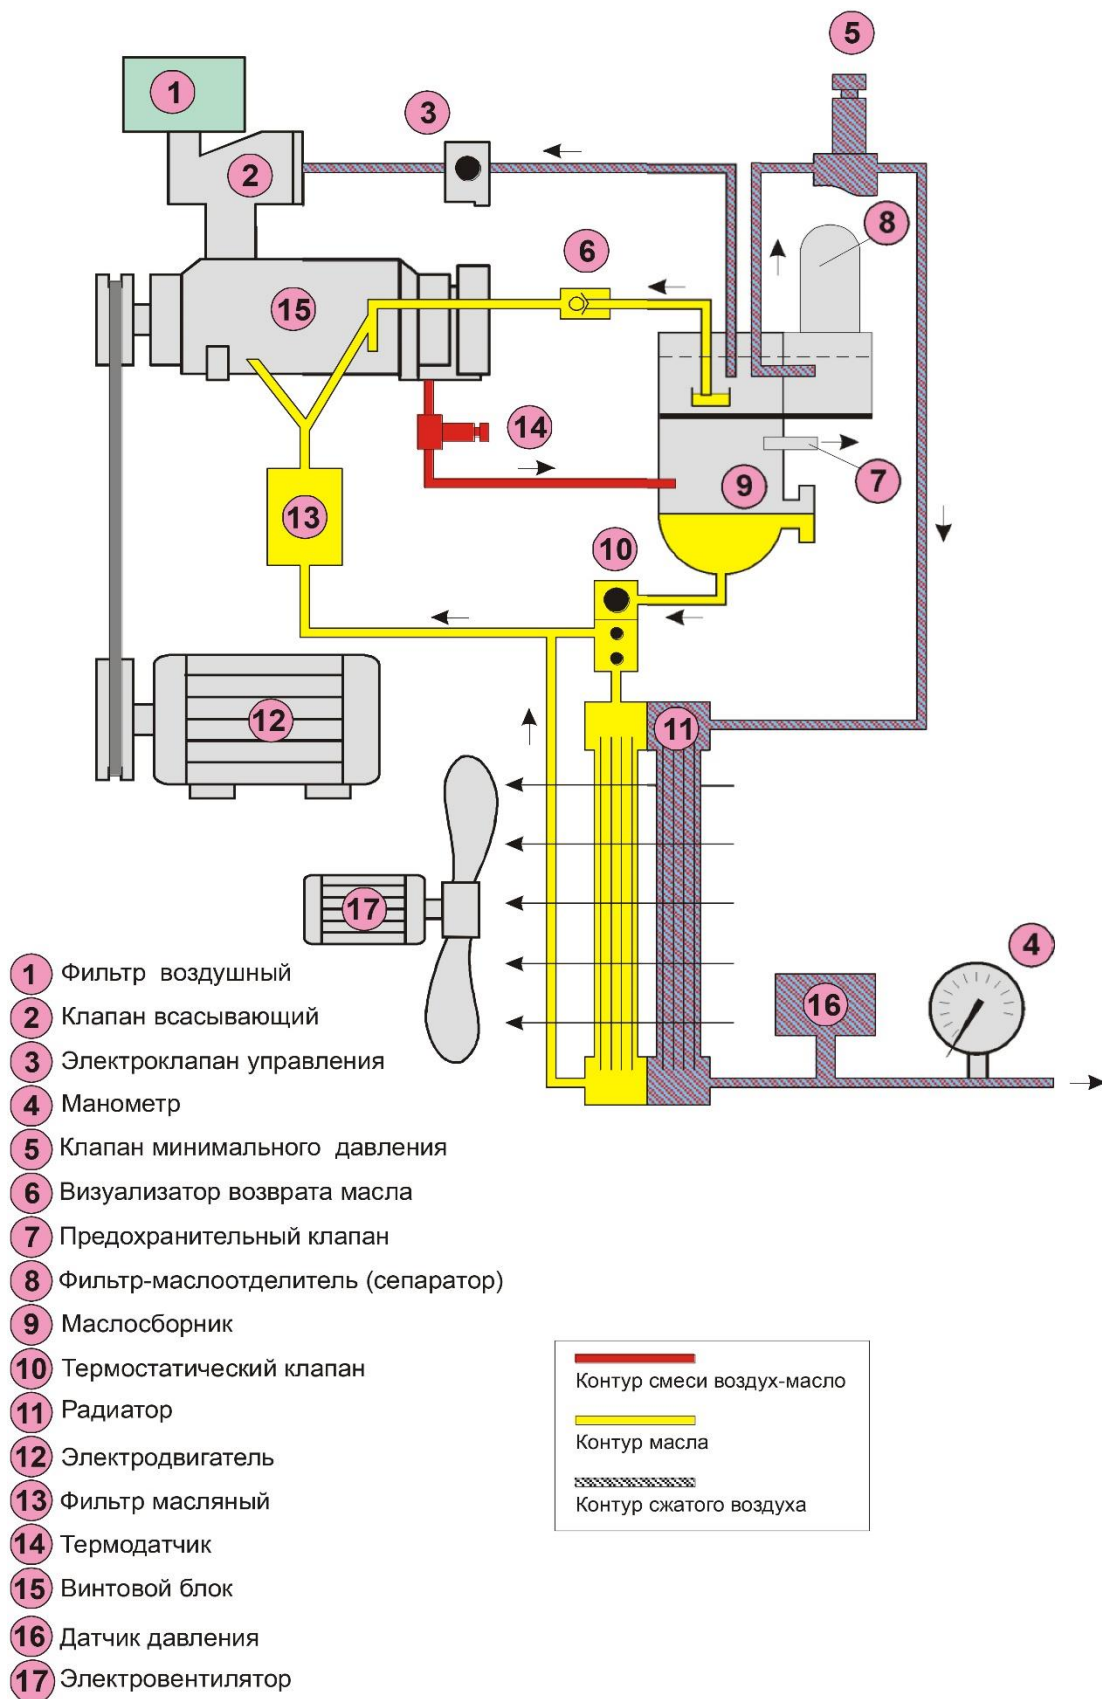 5
1
3
2
8
6
15
14
9
7
13
10
12
11
17
4
16
1 Фильтр воздушный
2 Клапан всасывающий
3 Электроклапан управления
4 Манометр
5 Клапан минимального давления
6 Визуализатор возврата масла
7 Предохранительный клапан
8 Фильтр-маслоотделитель (сепаратор)
9 Маслосборник
10 Термостатический клапан
11 Радиатор
12 Электродвигатель
13 Фильтр масляный
14 Термодатчик
15 Винтовой блок
16 Датчик давления
17 Электровентилятор
Контур смеси воздух-масло
Контур масла
Контур сжатого воздуха